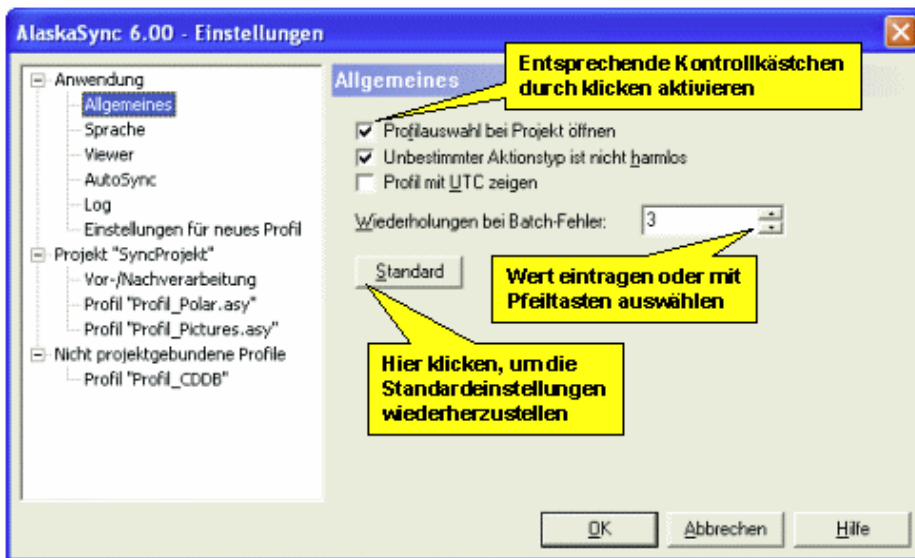 AlaskaSync 6.00 - Einstellungen
Anwendung
Allgemeines
Sprache
Viewer
AutoSync
Log
Einstellungen für neues Profil
Projekt "SyncProjekt"
Vor-/Nachverarbeitung
Profil "Profil_Polar.asy"
Profil "Profil_Pictures.asy"
Nicht projektgebundene Profile
Profil "Profil_CDDB"
Allgemeines
Entsprechende Kontrollkästchen
durch klicken aktivieren
Profilauswahl bei Projekt öffnen
Unbestimmter Aktionstyp ist nicht harmlos
Profil mit UTC zeigen
Wiederholungen bei Batch-Fehler: 3
Standard
Wert eintragen oder mit
Pfeiltasten auswählen
Hier klicken, um die
Standardeinstellungen
wiederherzustellen
OK Abbrechen Hilfe